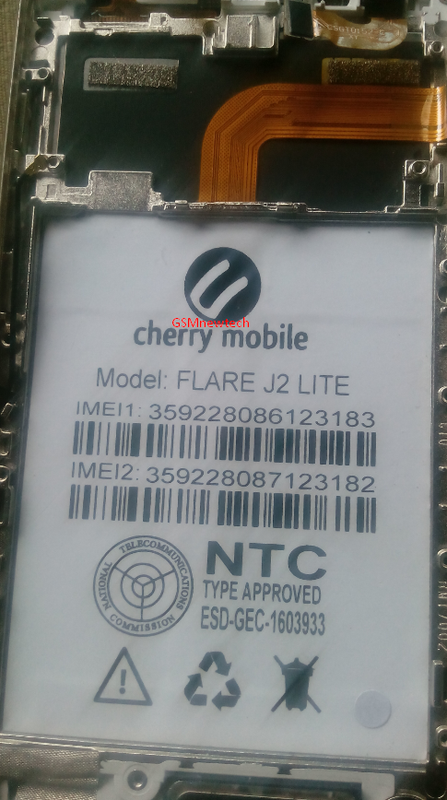 GSMnewtech
cherry mobile
Model: FLARE J2 LITE
IMEI1: 359228086123183
IMEI2: 359228087123182
NATIONAL TELECOMMUNICATIONS COMMISSION
NTC
TYPE APPROVED
ESD-GEC-1603933